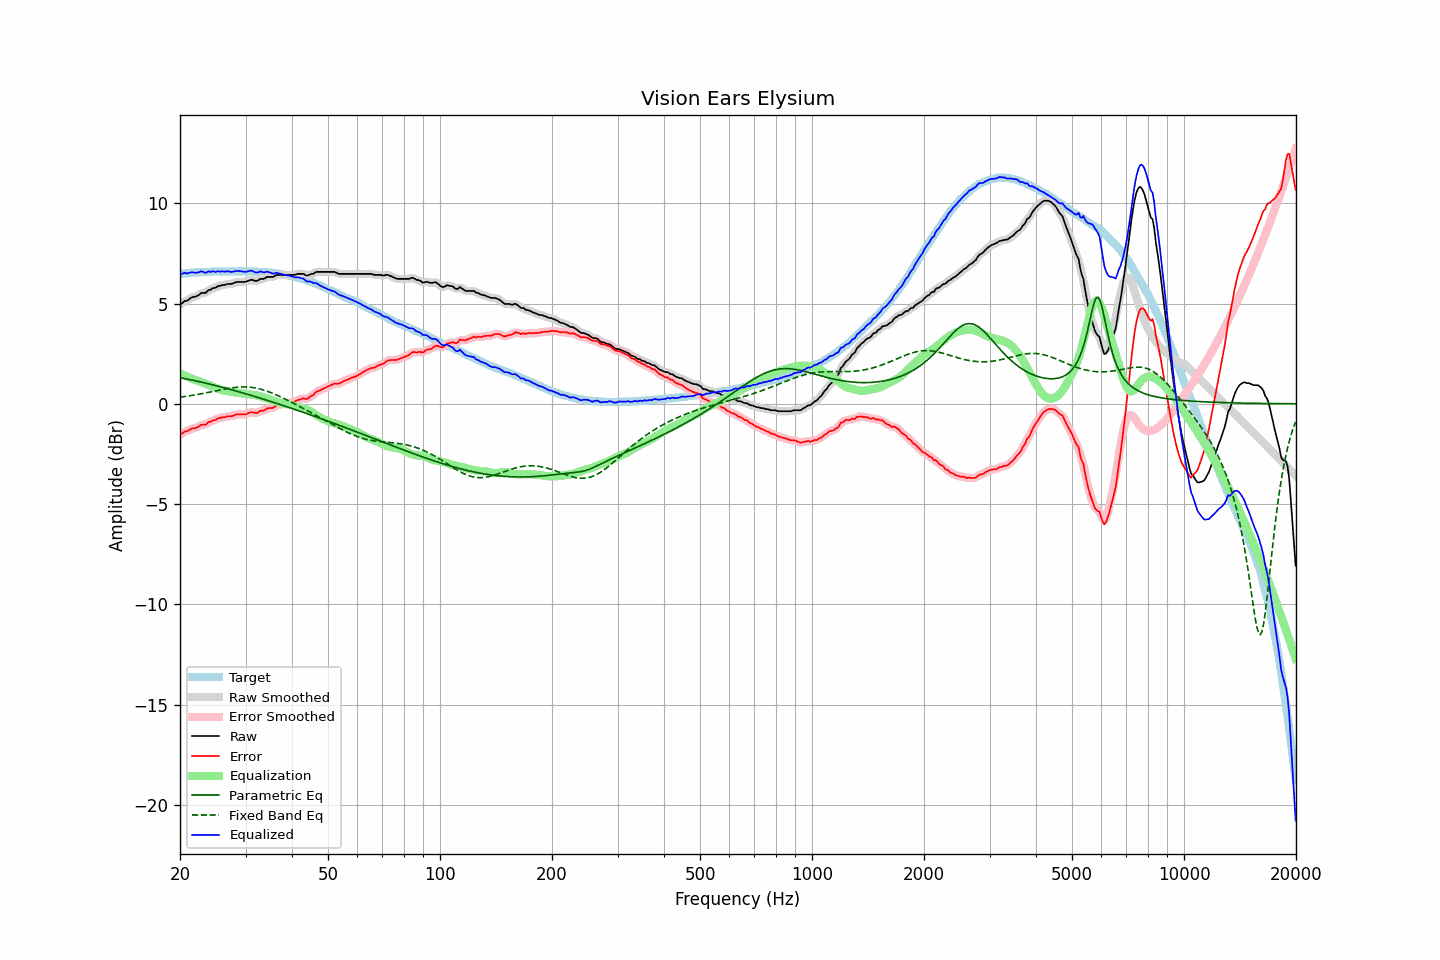 Vision Ears Elysium
Amplitude (dBr)
10
5
0
−5
−10
−15
−20
Target
Raw Smoothed
Error Smoothed
Raw
Error
Equalization
Parametric Eq
Fixed Band Eq
Equalized
20 50 100 200 500 1000 2000 5000 10000 20000
Frequency (Hz)